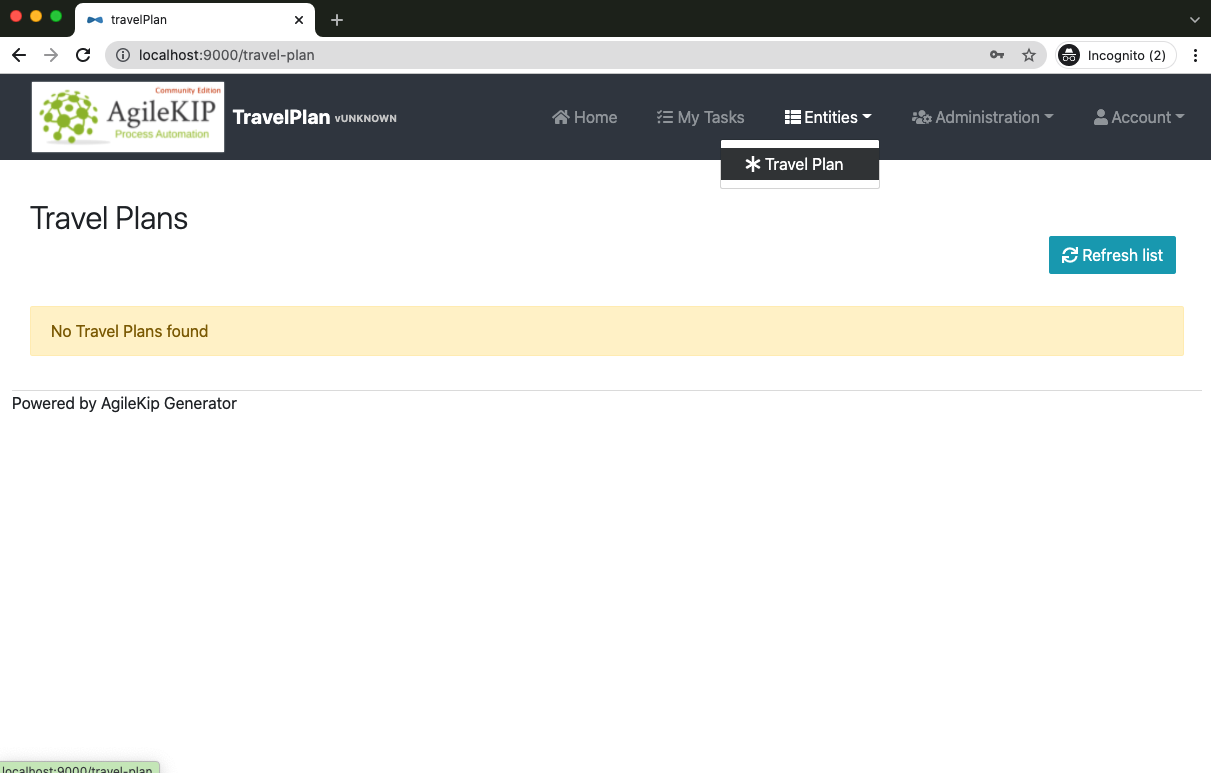 travelPlan
localhost:9000/travel-plan
Incognito (2)
Community Edition
AgileKIP
Process Automation
TravelPlan vUNKNOWN
Home
My Tasks
Entities
Administration
Account
Travel Plan
Travel Plans
Refresh list
No Travel Plans found
Powered by AgileKip Generator
localhost:9000/travel-plan